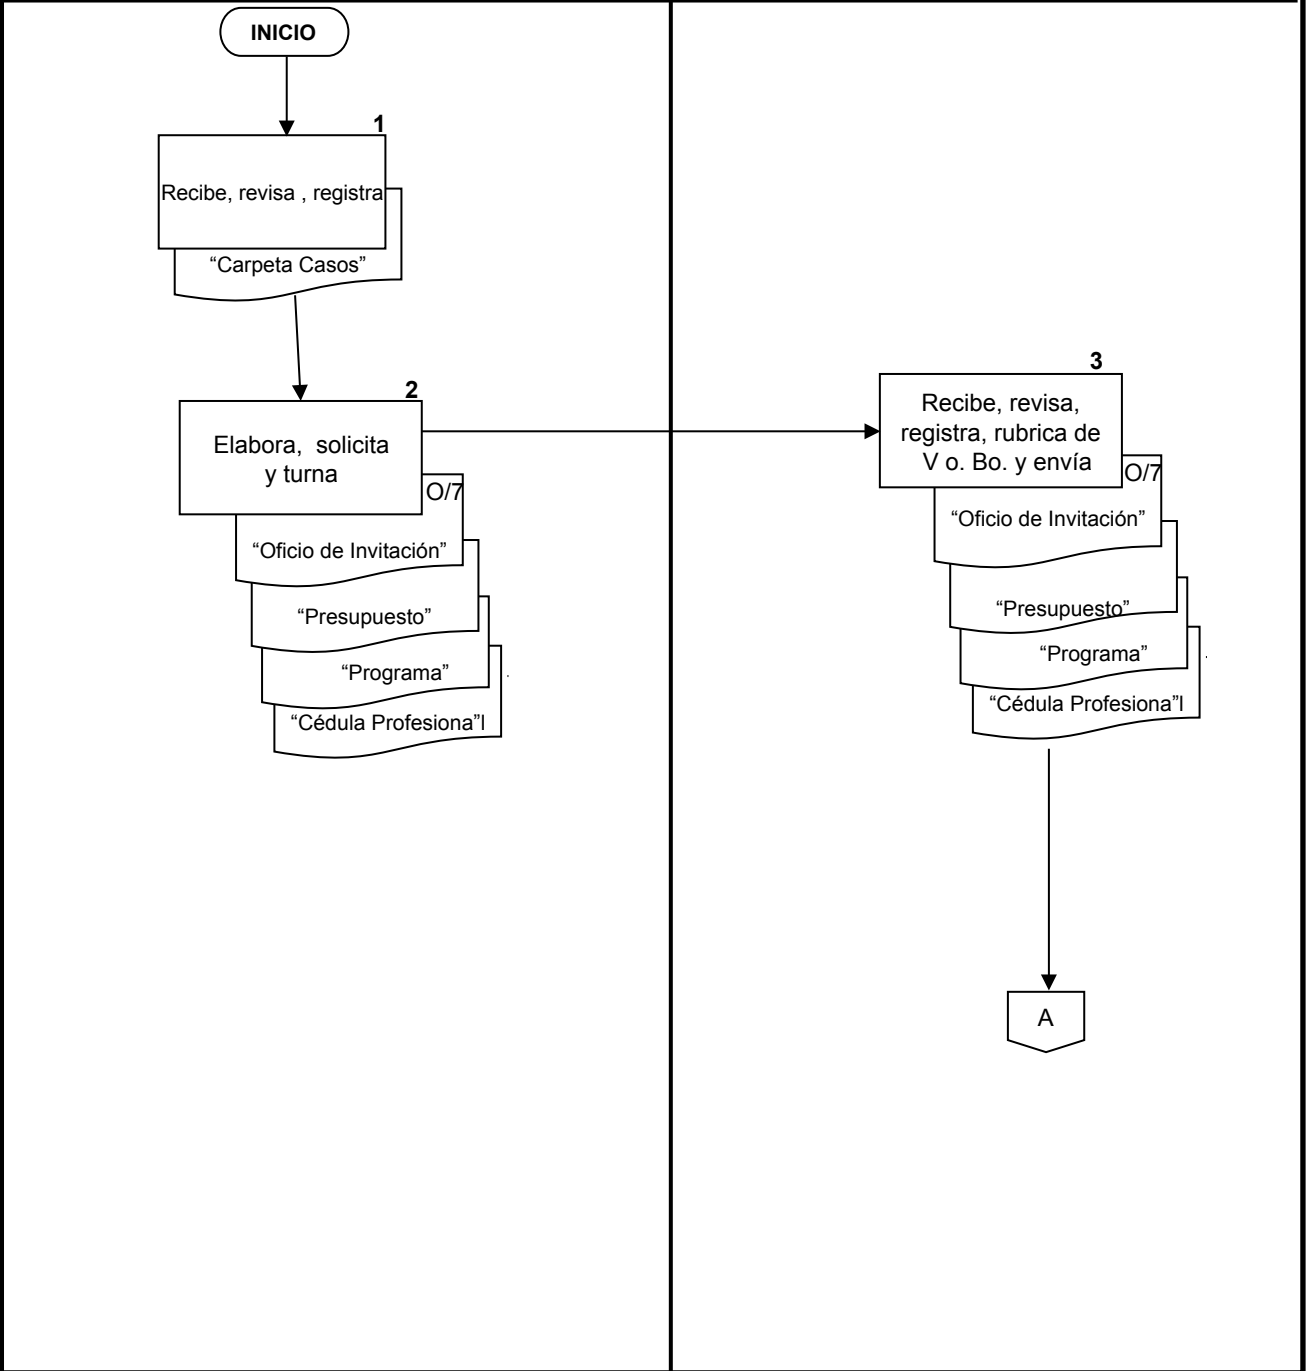 INICIO
1
Recibe, revisa , registra
“Carpeta Casos”
2
Elabora, solicita
y turna
O/7
“Oficio de Invitación”
“Presupuesto”
“Programa”
“Cédula Profesiona”l
3
Recibe, revisa,
registra, rubrica de
V o. Bo. y envía
O/7
“Oficio de Invitación”
“Presupuesto”
“Programa”
“Cédula Profesiona”l
A